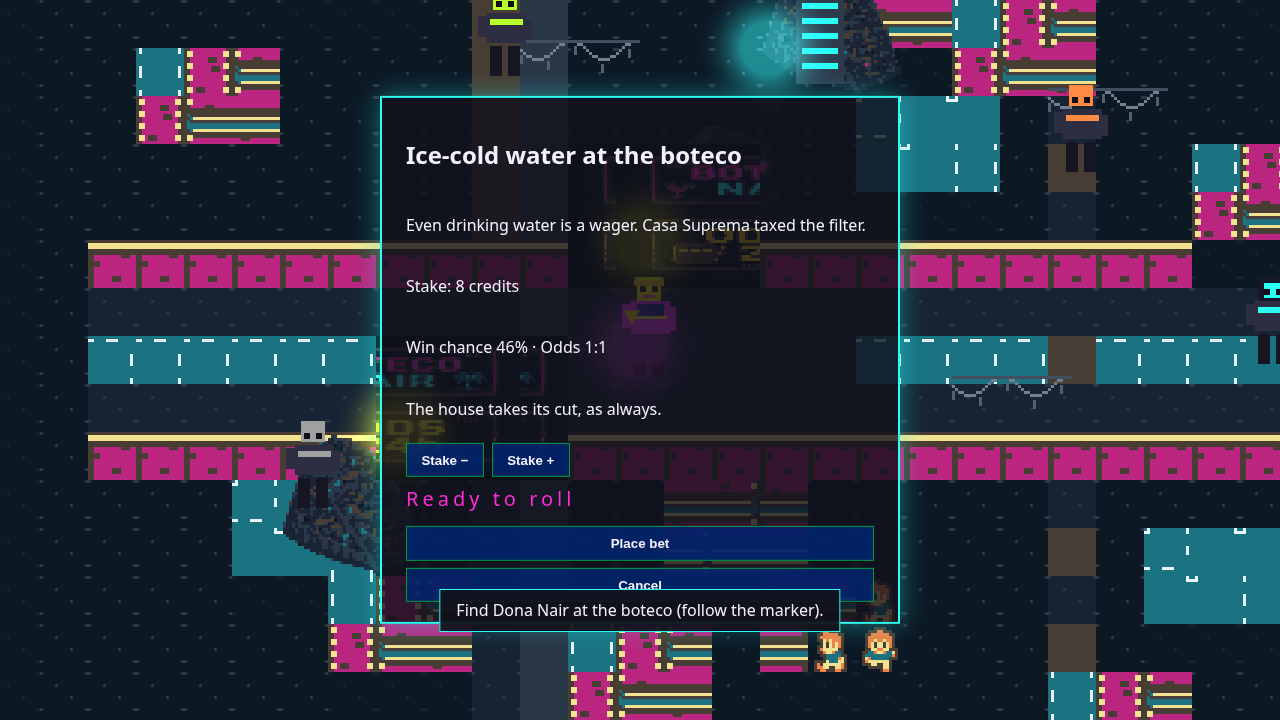 Ice-cold water at the boteco
Even drinking water is a wager. Casa Suprema taxed the filter.
Stake: 8 credits
Win chance 46% · Odds 1:1
The house takes its cut, as always.
Stake − Stake +
Ready to roll
Place bet
Cancel
Find Dona Nair at the boteco (follow the marker).